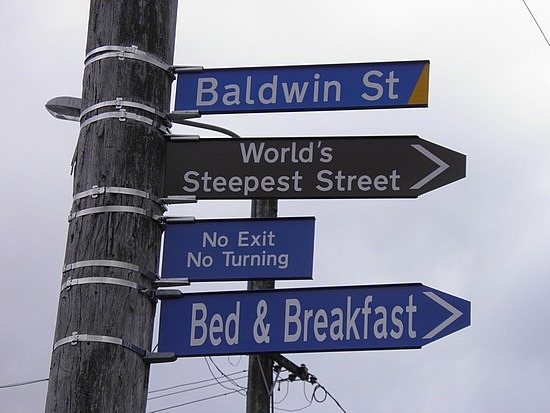 Baldwin St
World's
Steepest Street
No Exit
No Turning
Bed & Breakfast